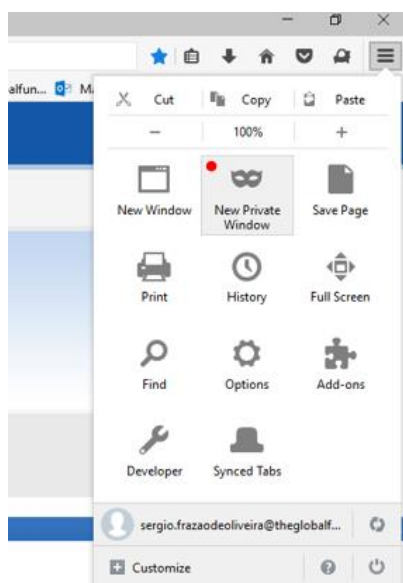 alfun... M
Cut Copy Paste
− 100% +
New Window New Private Save Page
Window
Print History Full Screen
Find Options Add-ons
Developer Synced Tabs
sergio.frazaodeoliveira@theglobalf...
Customize